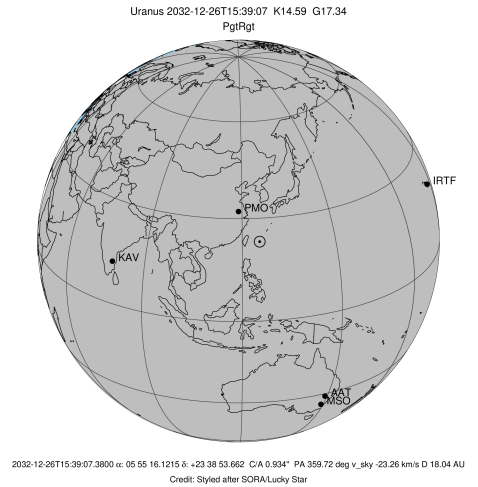 Uranus 2032-12-26T15:39:07 K14.59 G17.34
PgtRgt
IRTF
PMO
KAV
AAT
MSO
2032-12-26T15:39:07.3800 α: 05 55 16.1215 δ: +23 38 53.662 C/A 0.934" PA 359.72 deg v_sky -23.26 km/s D 18.04 AU
Credit: Styled after SORA/Lucky Star